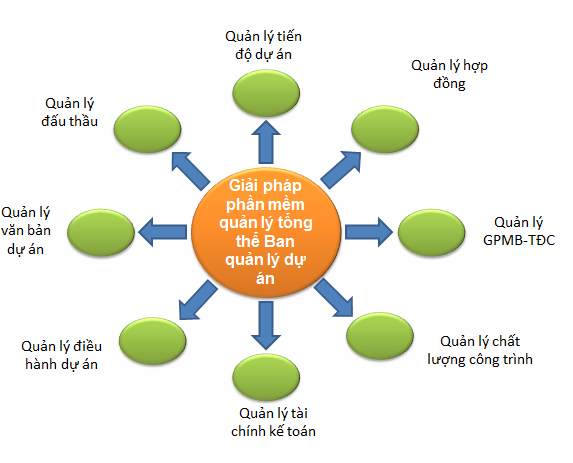 Quản lý tiến
độ dự án
Quản lý hợp
đồng
Quản lý
đấu thầu
Giải pháp
phần mềm
quản lý tổng
thể Ban
quản lý dự
án
Quản lý
văn bản
dự án
Quản lý
GPMB-TĐC
Quản lý điều
hành dự án
Quản lý chất
lượng công trình
Quản lý tài
chính kế toán